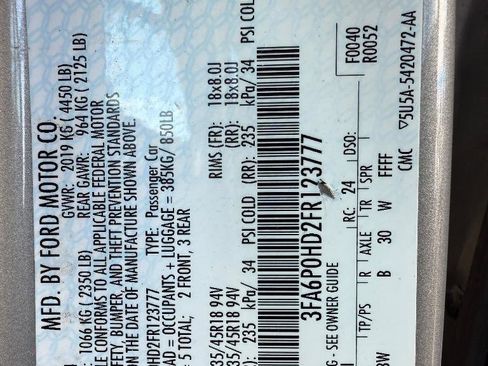 MFD. BY FORD MOTOR CO.
GVWR: 2019 KG ( 4450 LB)
1066 KG ( 2350 LB) REAR GAWR: 964 KG ( 2125 LB)
CONFORMS TO ALL APPLICABLE FEDERAL MOTOR
BUMPER, AND THEFT PREVENTION STANDARDS
ON THE DATE OF MANUFACTURE SHOWN ABOVE.
0HD2FR123777 TYPE: Passenger Car
OCCUPANTS + LUGGAGE = 385KG / 850LB
= 5 TOTAL: 2 FRONT, 3 REAR
35/45R18 94V RIMS (FR): 18x8.0J
35/45R18 94V (RR): 18x8.0J
235 kPa/ 34 PSI COLD (RR): 235 kPa/ 34 PSI COL
3FA6P0HD2FR123777
- SEE OWNER GUIDE
RC: 24 DSO: F0040
R0052
TP/PS R AXLE TR SPR
B 30 W FFFF
CMC ▽5U5A-5420472-AA